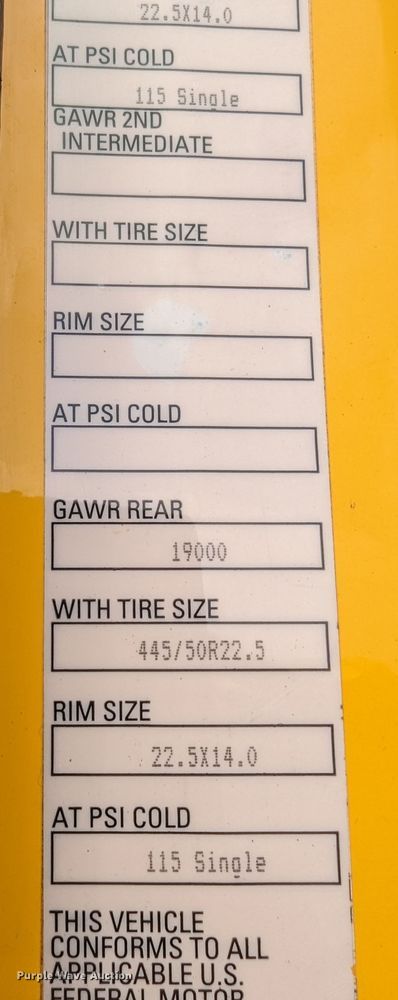 22.5X14.0
AT PSI COLD
115 Single
GAWR 2ND
INTERMEDIATE
WITH TIRE SIZE
RIM SIZE
AT PSI COLD
GAWR REAR
19000
WITH TIRE SIZE
445/50R22.5
RIM SIZE
22.5X14.0
AT PSI COLD
115 Single
THIS VEHICLE
CONFORMS TO ALL
APPLICABLE U.S.
FEDERAL MOTOR
Purple Wave Auction